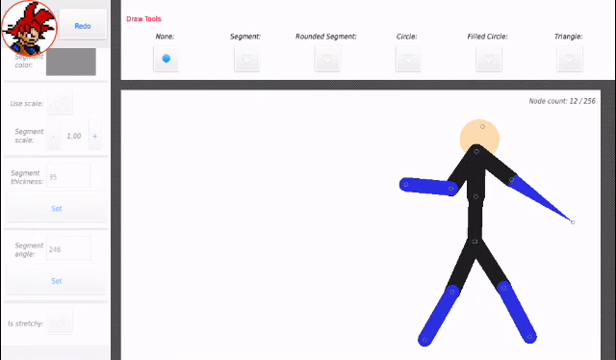 Redo
Draw Tools
None:
Segment:
Rounded Segment:
Circle:
Filled Circle:
Triangle:
Segment
color:
Use scale:
Segment
scale:
-
1,00
+
Segment
thickness:
35
Set
Segment
angle:
246
Set
Is stretchy:
Node count: 12 / 256